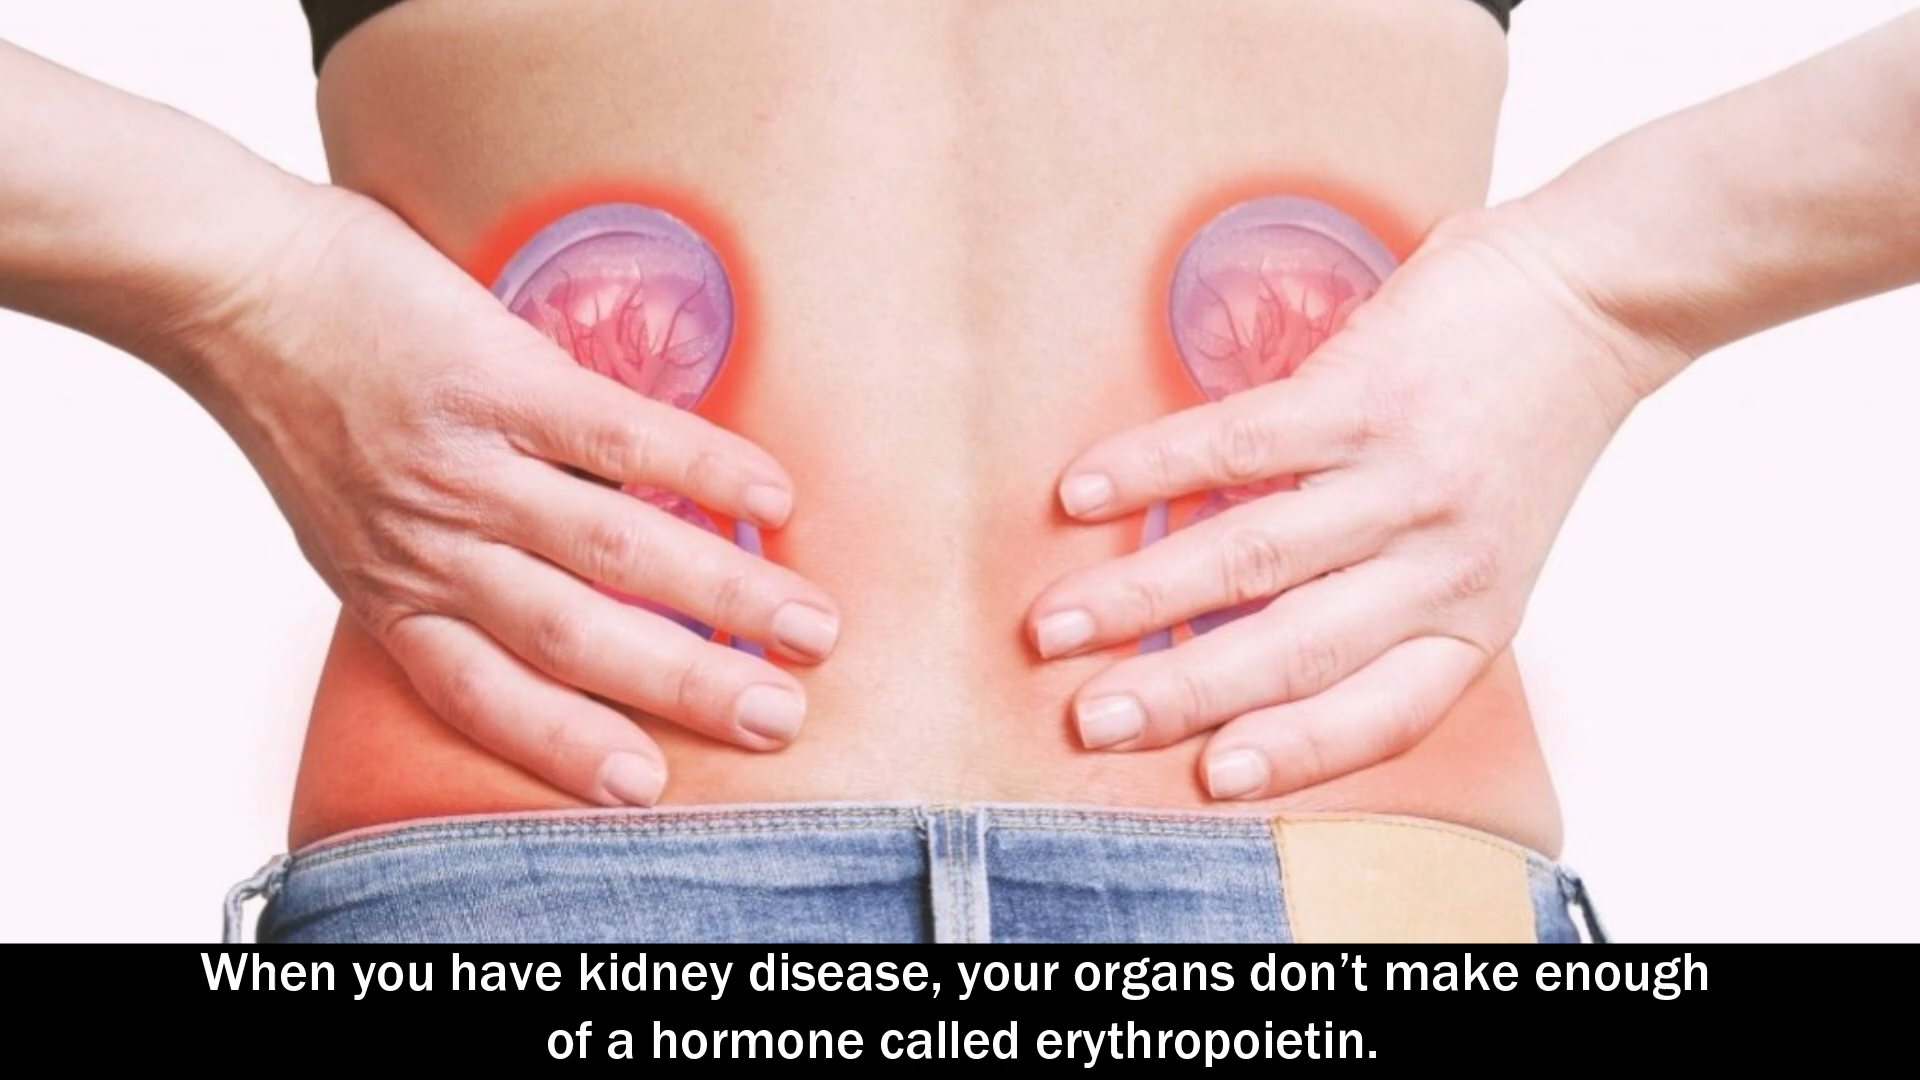 When you have kidney disease, your organs don’t make enough
of a hormone called erythropoietin.